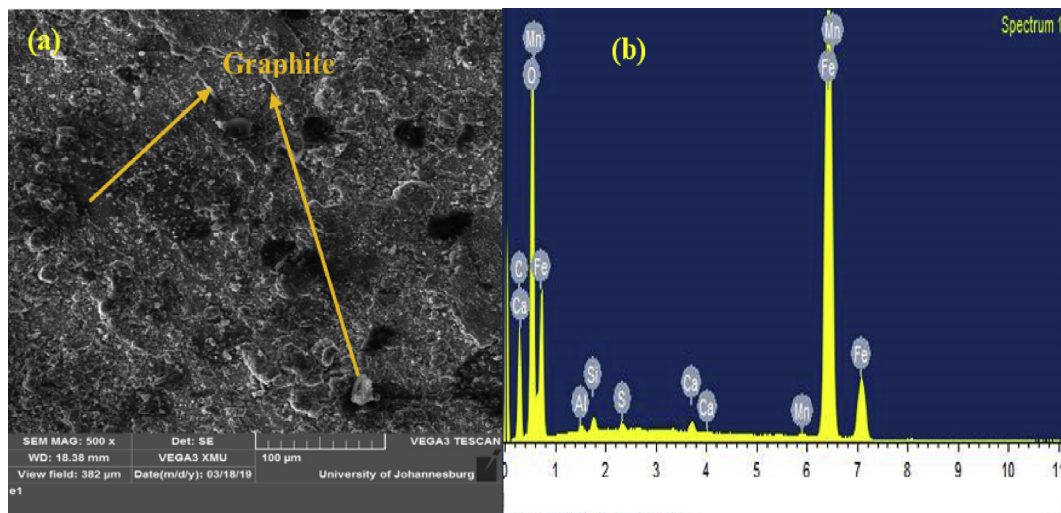 (a)
Graphite
SEM MAG: 500 x Det: SE VEGA3 TESCAN
WD: 18.38 mm VEGA3 XMU 100 µm
View field: 382 µm Date(m/d/y): 03/18/19 University of Johannesburg
e1
(b)
Spectrum 1
Mn
O
C
Ca
Fe
Al
Si
S
Ca
Ca
Mn
Mn
Fe
Fe
0 1 2 3 4 5 6 7 8 9 10 11